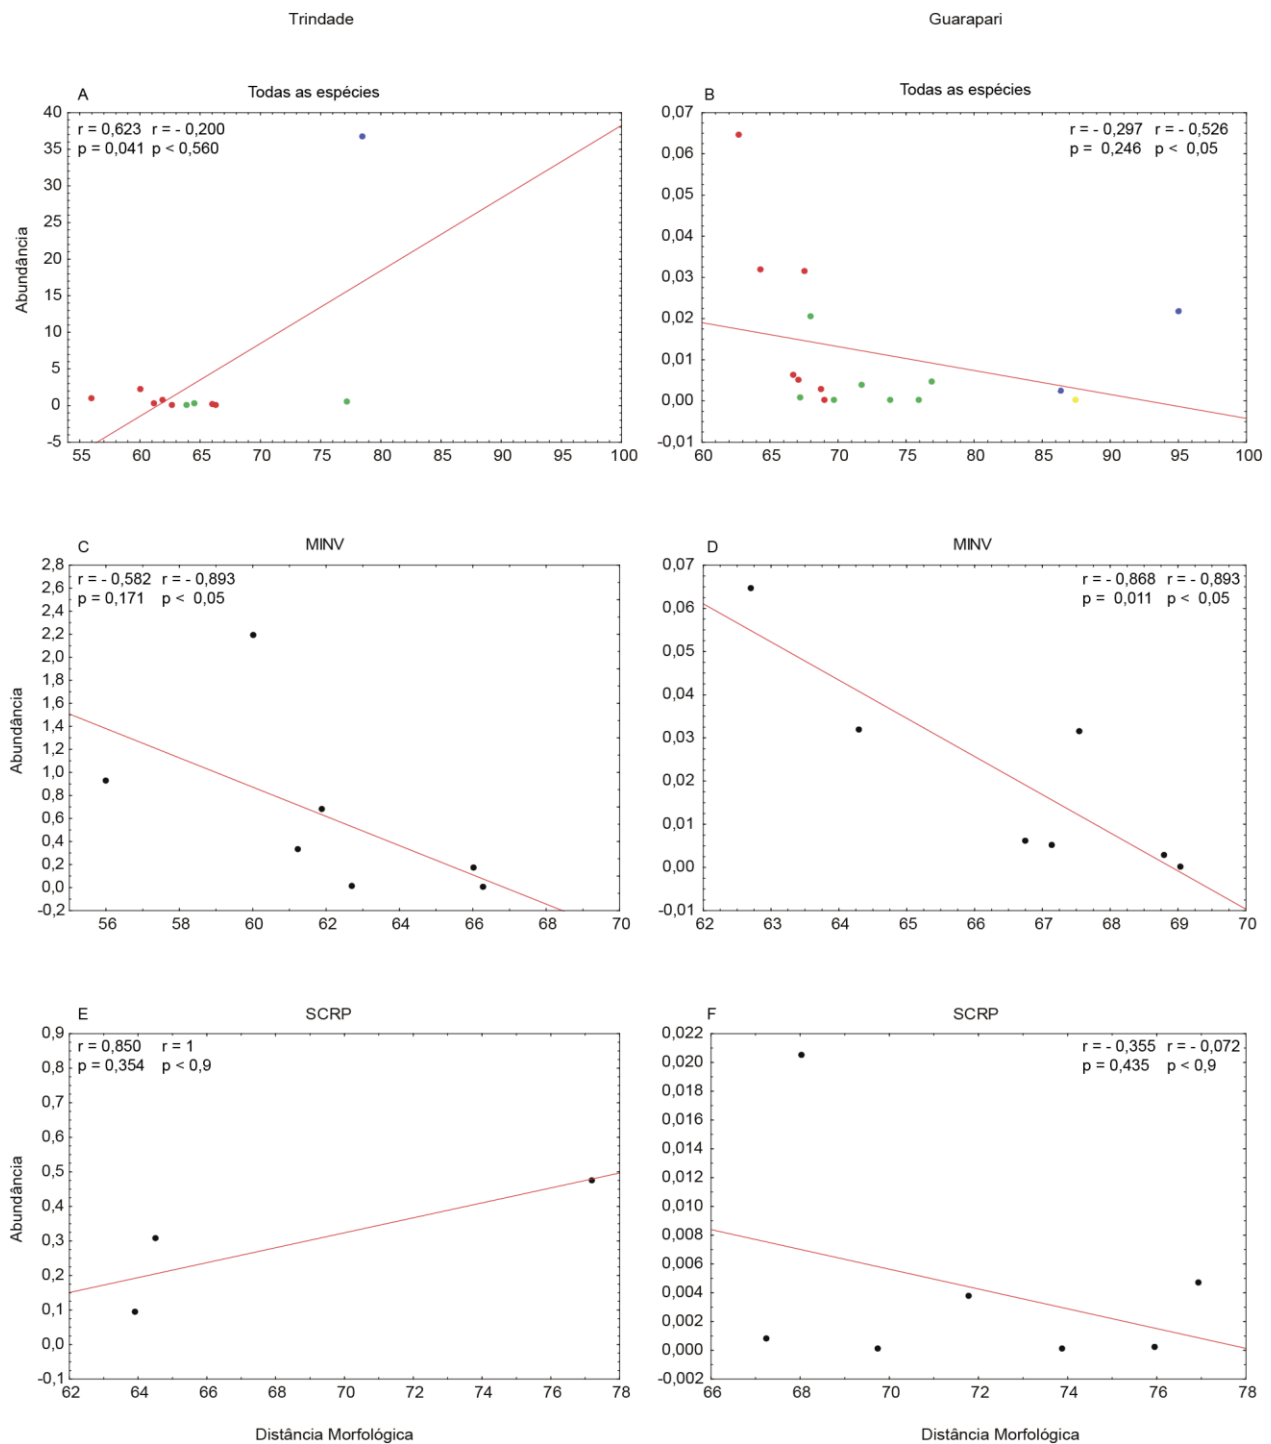 Trindade
Guarapari
A
Todas as espécies
r = 0,623 r = - 0,200
p = 0,041 p < 0,560
40
35
30
25
20
15
10
5
0
-5
Abundância
55 60 65 70 75 80 85 90 95 100
B
Todas as espécies
r = - 0,297 r = - 0,526
p = 0,246 p < 0,05
0,07
0,06
0,05
0,04
0,03
0,02
0,01
0,00
-0,01
60 65 70 75 80 85 90 95 100
C
MINV
r = - 0,582 r = - 0,893
p = 0,171 p < 0,05
2,8
2,6
2,4
2,2
2,0
1,8
1,6
1,4
1,2
1,0
0,8
0,6
0,4
0,2
0,0
-0,2
Abundância
56 58 60 62 64 66 68 70
D
MINV
r = - 0,868 r = - 0,893
p = 0,011 p < 0,05
0,07
0,06
0,05
0,04
0,03
0,02
0,01
0,00
-0,01
62 63 64 65 66 67 68 69 70
E
SCRP
r = 0,850 r = 1
p = 0,354 p < 0,9
0,9
0,8
0,7
0,6
0,5
0,4
0,3
0,2
0,1
0,0
-0,1
Abundância
62 64 66 68 70 72 74 76 78
Distância Morfológica
F
SCRP
r = - 0,355 r = - 0,072
p = 0,435 p < 0,9
0,022
0,020
0,018
0,016
0,014
0,012
0,010
0,008
0,006
0,004
0,002
0,000
-0,002
66 68 70 72 74 76 78
Distância Morfológica